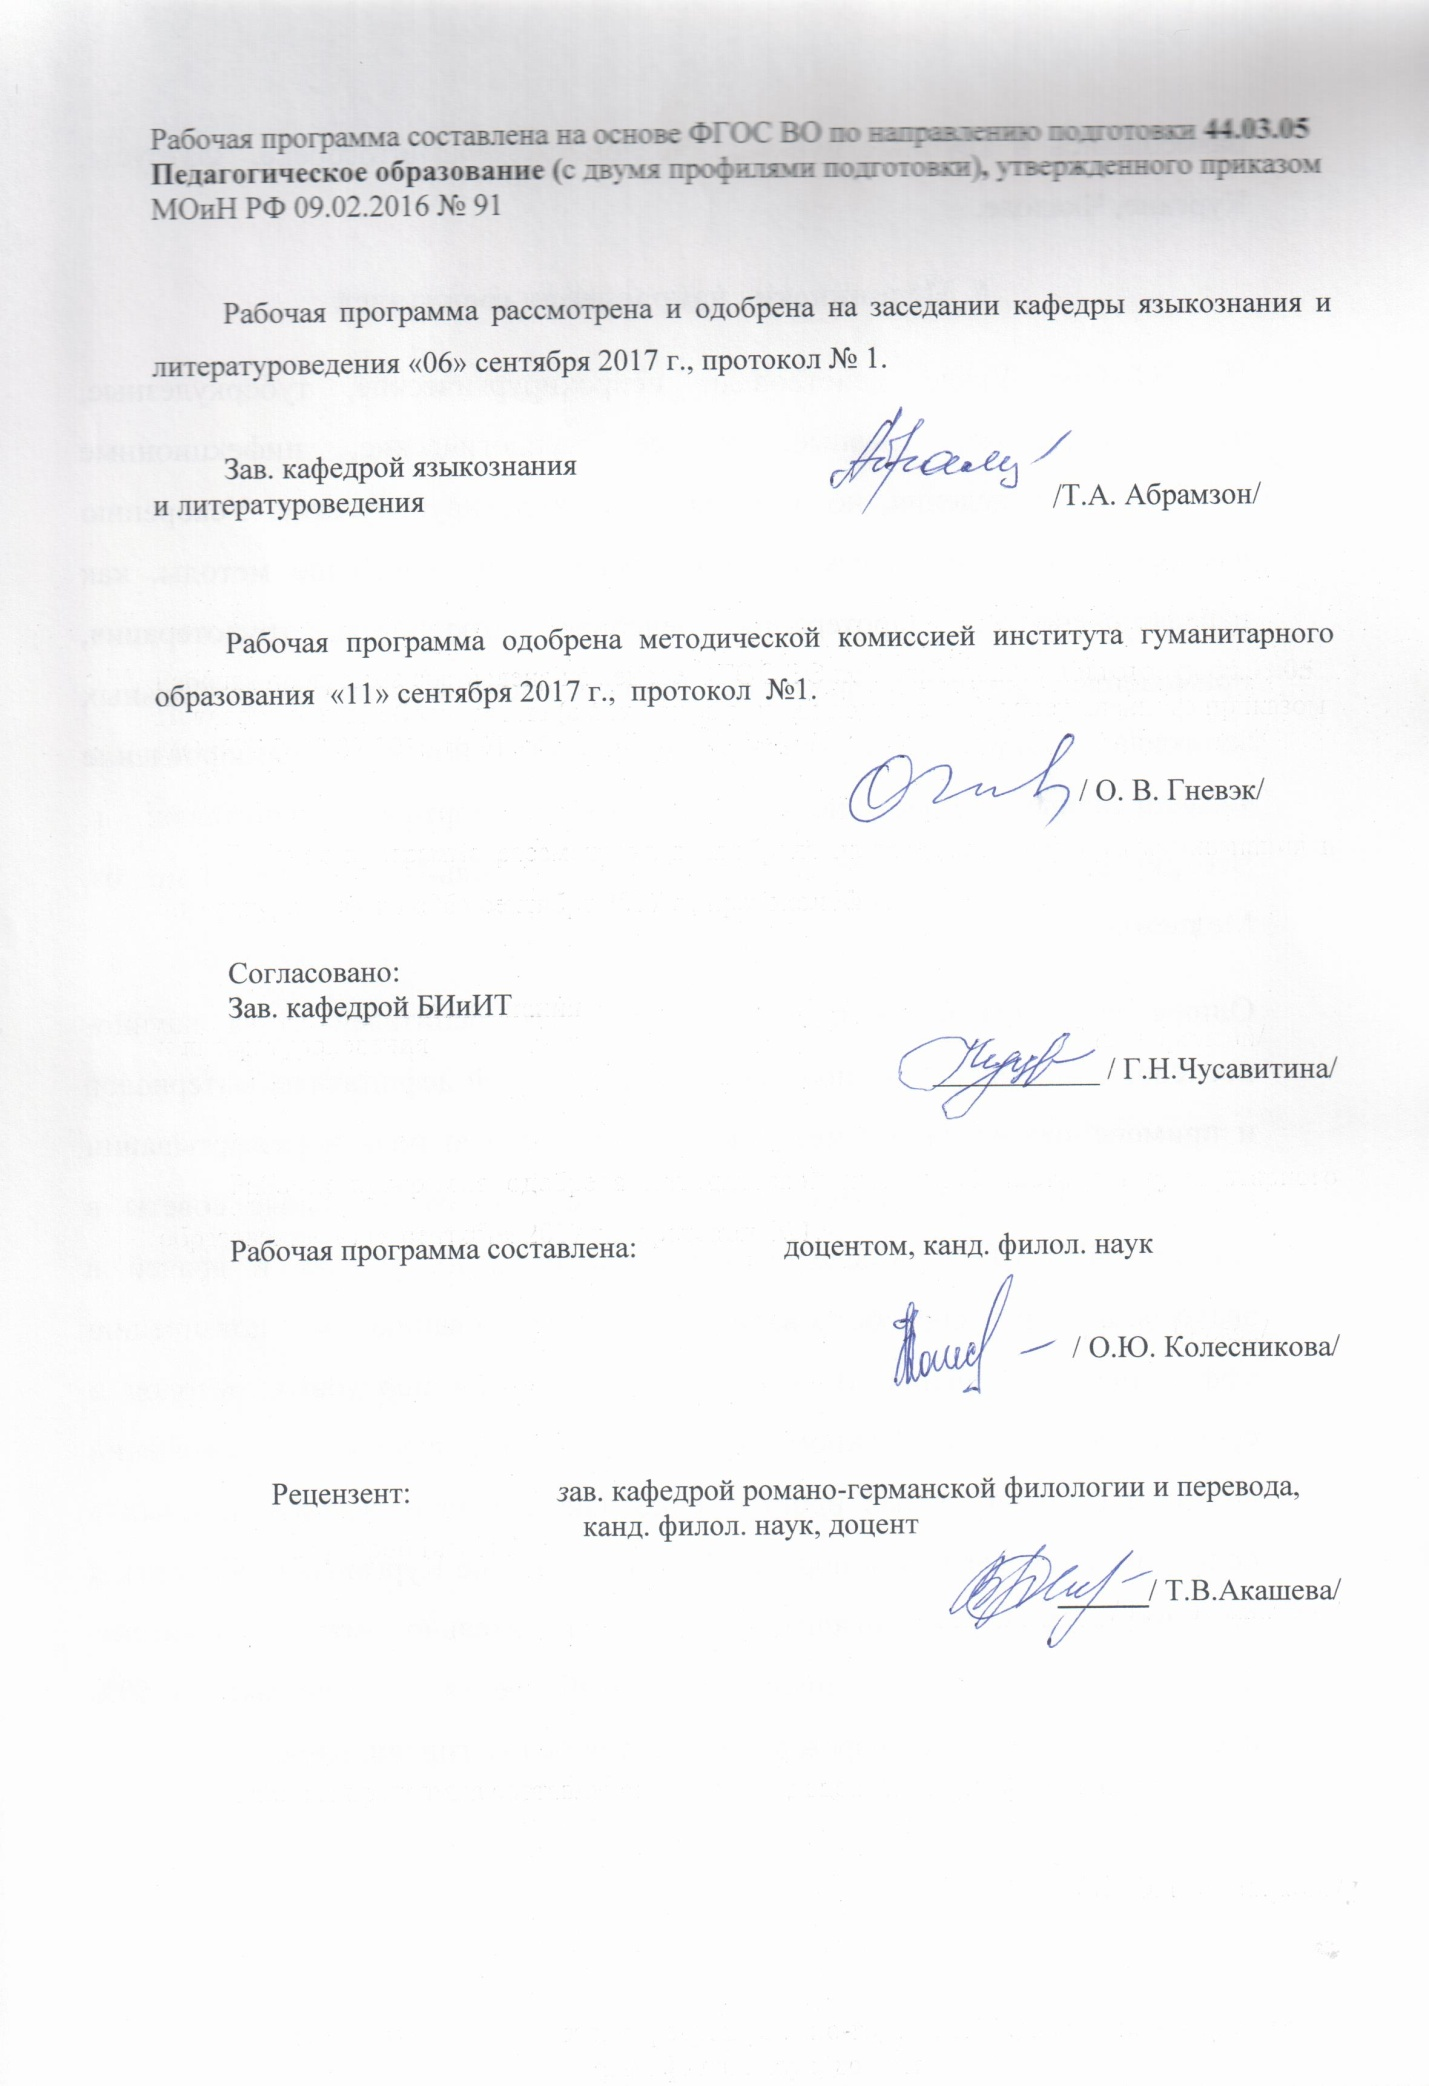 Рабочая программа составлена на основе ФГОС ВО по направлению подготовки 44.03.05
Педагогическое образование (с двумя профилями подготовки), утвержденного приказом
МОиН РФ 09.02.2016 № 91
Рабочая программа рассмотрена и одобрена на заседании кафедры языкознания и
литературоведения «06» сентября 2017 г., протокол № 1.
Зав. кафедрой языкознания
и литературоведения /Т.А. Абрамзон/
Рабочая программа одобрена методической комиссией института гуманитарного
образования «11» сентября 2017 г., протокол №1.
/ О. В. Гневэк/
Согласовано:
Зав. кафедрой БИиИТ
/ Г.Н.Чусавитина/
Рабочая программа составлена: доцентом, канд. филол. наук
/ О.Ю. Колесникова/
Рецензент: зав. кафедрой романо-германской филологии и перевода,
канд. филол. наук, доцент
/ Т.В.Акашева/